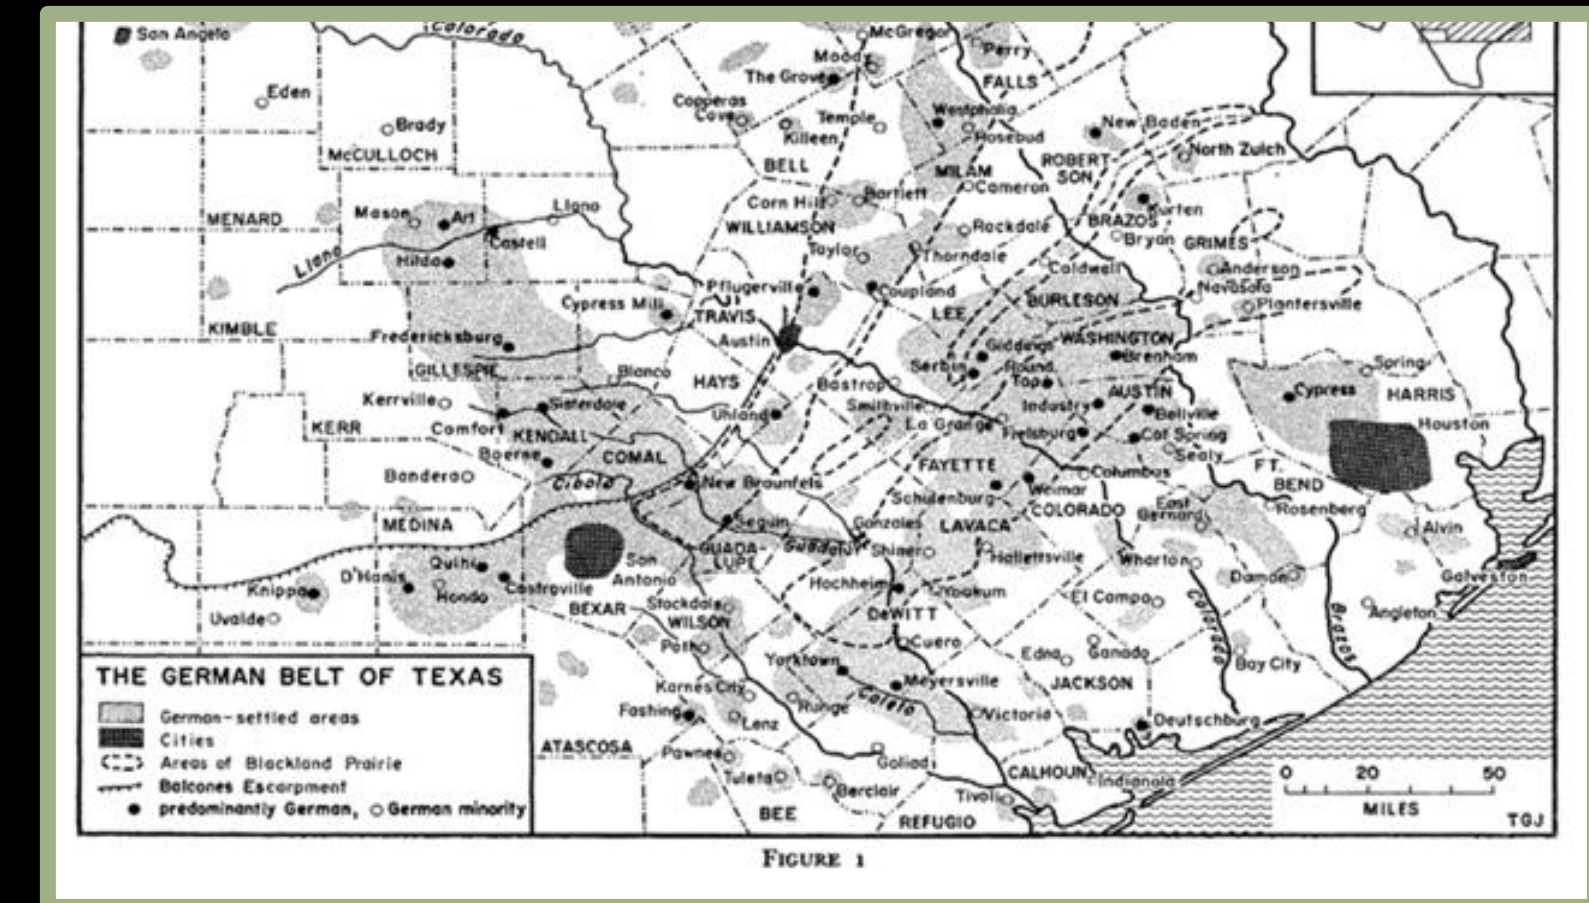 San Angelo
Colorado
McGregor
Perry
Moody
The Grove
FALLS
Eden
Copperas
Cove
Temple
Westphalia
New Baden
Brady
Killeen
Rosebud
McCULLOCH
North Zulch
BELL
ROBERT-
SON
MILAM
Cameron
Bartlett
Corn Hill
Kurten
MENARD
Mason
Art
Llano
BRAZOS
WILLIAMSON
Rockdale
Bryan
GRIMES
Castell
Taylor
Thorndale
Llano
Hilda
Caldwell
Anderson
Navasota
Pflugerville
Coupland
BURLESON
Plantersville
Cypress Mill
TRAVIS
LEE
KIMBLE
Fredericksburg
Austin
Giddings
WASHINGTON
Brenham
GILLESPIE
Blanco
HAYS
Serbin
Round
Top
Spring
Bastrop
Cypress
HARRIS
Kerrville
Sisterdale
Uhland
Smithville
Industry
AUSTIN
Bellville
La Grange
Houston
KERR
Comfort
KENDALL
Frelsburg
Cat Spring
Boerne
COMAL
Sealy
FAYETTE
Columbus
FT.
BEND
Bandera
Cibolo
New Braunfels
Schulenburg
Weimar
COLORADO
East
Bernard
Rosenberg
MEDINA
Seguin
Gonzales
LAVACA
Alvin
GUADA-
LUPE
Guadalupe
Shiner
Hallettsville
Wharton
San
Antonio
Quihi
D'Hanis
Hondo
Castroville
Hochheim
Yoakum
Damon
Galveston
Knippa
BEXAR
Stockdale
WILSON
DeWITT
El Campo
Colorado
Brazos
Angleton
Uvalde
Poth
Cuero
Edna
Ganado
Bay City
Yorktown
Meyersville
JACKSON
Karnes City
Runge
Coleto
Victoria
Deutschburg
Fashing
Lenz
ATASCOSA
Pawnee
Goliad
Tuleta
Berclair
CALHOUN
Indianola
Tivoli
BEE
REFUGIO
THE GERMAN BELT OF TEXAS
German-settled areas
Cities
Areas of Blackland Prairie
Balcones Escarpment
predominantly German, German minority
0 20 50
MILES
TGJ
FIGURE 1